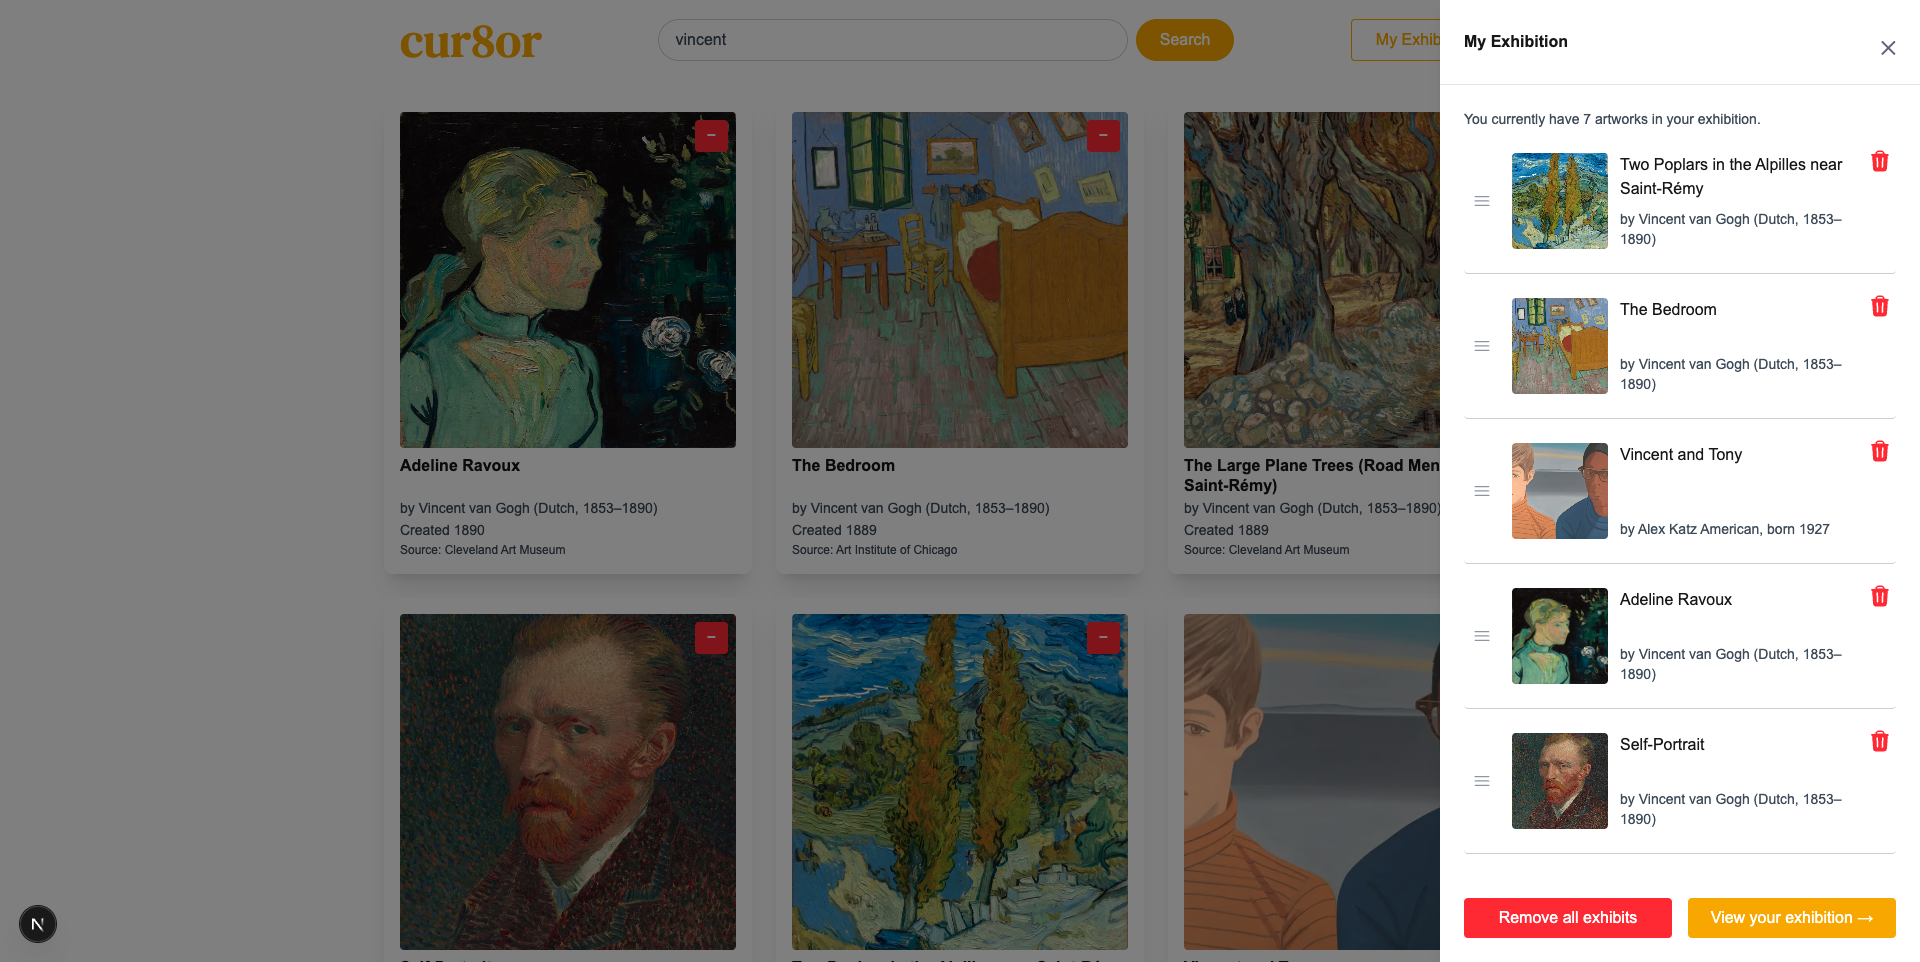 cur8or
vincent
Search
My Exhib
Adeline Ravoux
by Vincent van Gogh (Dutch, 1853–1890)
Created 1890
Source: Cleveland Art Museum
The Bedroom
by Vincent van Gogh (Dutch, 1853–1890)
Created 1889
Source: Art Institute of Chicago
The Large Plane Trees (Road Men
Saint-Rémy)
by Vincent van Gogh (Dutch, 1853–1890)
Created 1889
Source: Cleveland Art Museum
N
My Exhibition
You currently have 7 artworks in your exhibition.
Two Poplars in the Alpilles near
Saint-Rémy
by Vincent van Gogh (Dutch, 1853–
1890)
The Bedroom
by Vincent van Gogh (Dutch, 1853–
1890)
Vincent and Tony
by Alex Katz American, born 1927
Adeline Ravoux
by Vincent van Gogh (Dutch, 1853–
1890)
Self-Portrait
by Vincent van Gogh (Dutch, 1853–
1890)
Remove all exhibits
View your exhibition →